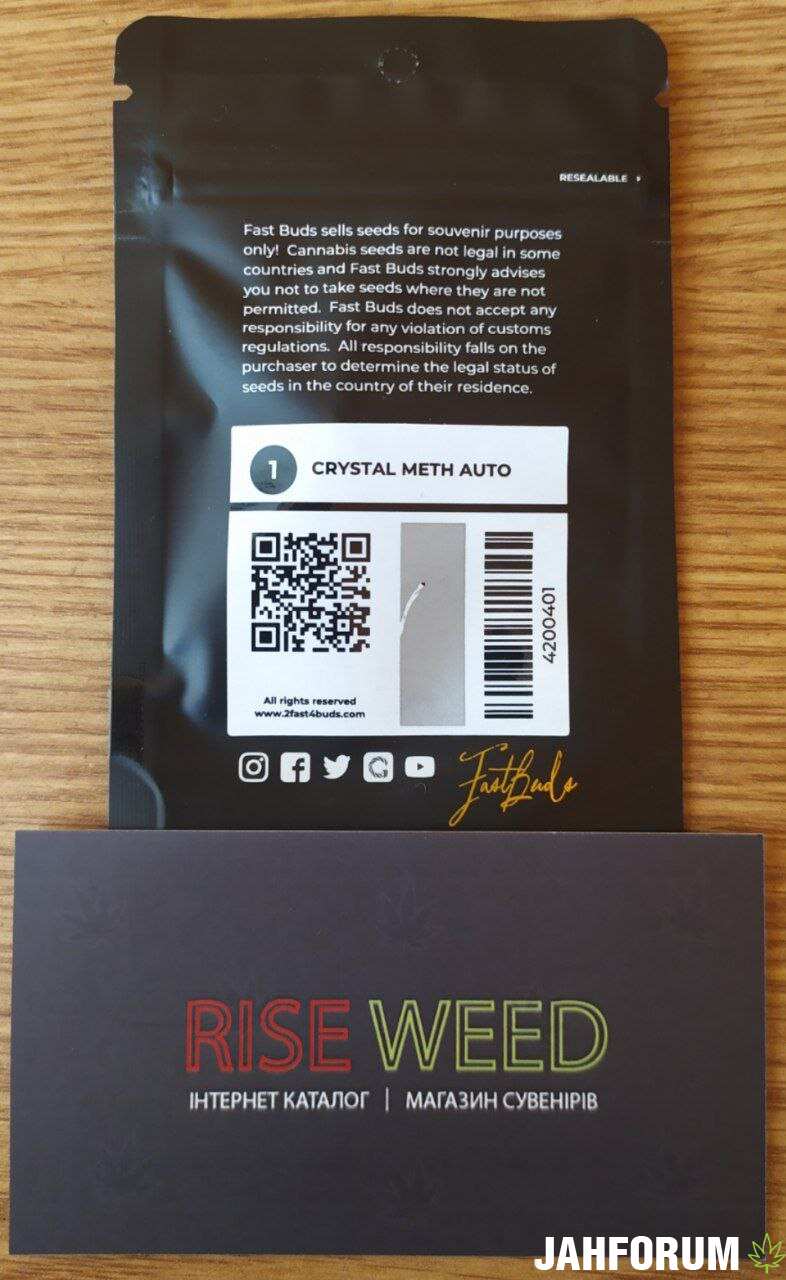 RESEALABLE
Fast Buds sells seeds for souvenir purposes
only! Cannabis seeds are not legal in some
countries and Fast Buds strongly advises
you not to take seeds where they are not
permitted. Fast Buds does not accept any
responsibility for any violation of customs
regulations. All responsibility falls on the
purchaser to determine the legal status of
seeds in the country of their residence.
1 CRYSTAL METH AUTO
4200401
All rights reserved
www.2fast4buds.com
FastBuds
RISE WEED
ІНТЕРНЕТ КАТАЛОГ | МАГАЗИН СУВЕНІРІВ
JAHFORUM